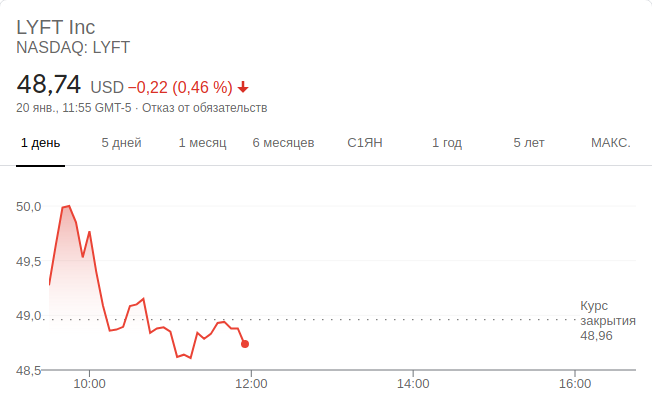 LYFT Inc
NASDAQ: LYFT
48,74 USD −0,22 (0,46 %)
20 янв., 11:55 GMT-5 · Отказ от обязательств
1 день 5 дней 1 месяц 6 месяцев С1ЯН 1 год 5 лет МАКС.
50,0
49,5
49,0
Курс
закрытия
48,96
48,5
10:00 12:00 14:00 16:00